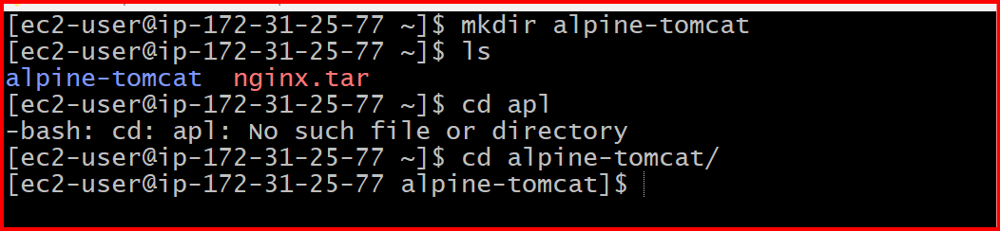 [ec2-user@ip-172-31-25-77 ~]$ mkdir alpine-tomcat
[ec2-user@ip-172-31-25-77 ~]$ ls
alpine-tomcat  nginx.tar
[ec2-user@ip-172-31-25-77 ~]$ cd apl
-bash: cd: apl: No such file or directory
[ec2-user@ip-172-31-25-77 ~]$ cd alpine-tomcat/
[ec2-user@ip-172-31-25-77 alpine-tomcat]$